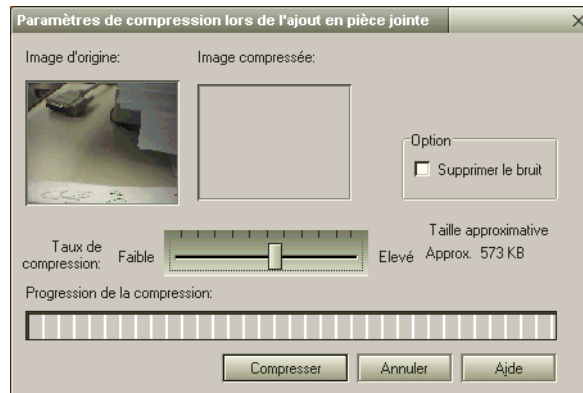 Paramètres de compression lors de l'ajout en pièce jointe
Image d'origine:
Image compressée:
Option
Supprimer le bruit
Taux de compression:
Faible
Elevé
Taille approximative
Approx. 573 KB
Progression de la compression:
Compresser
Annuler
Aide